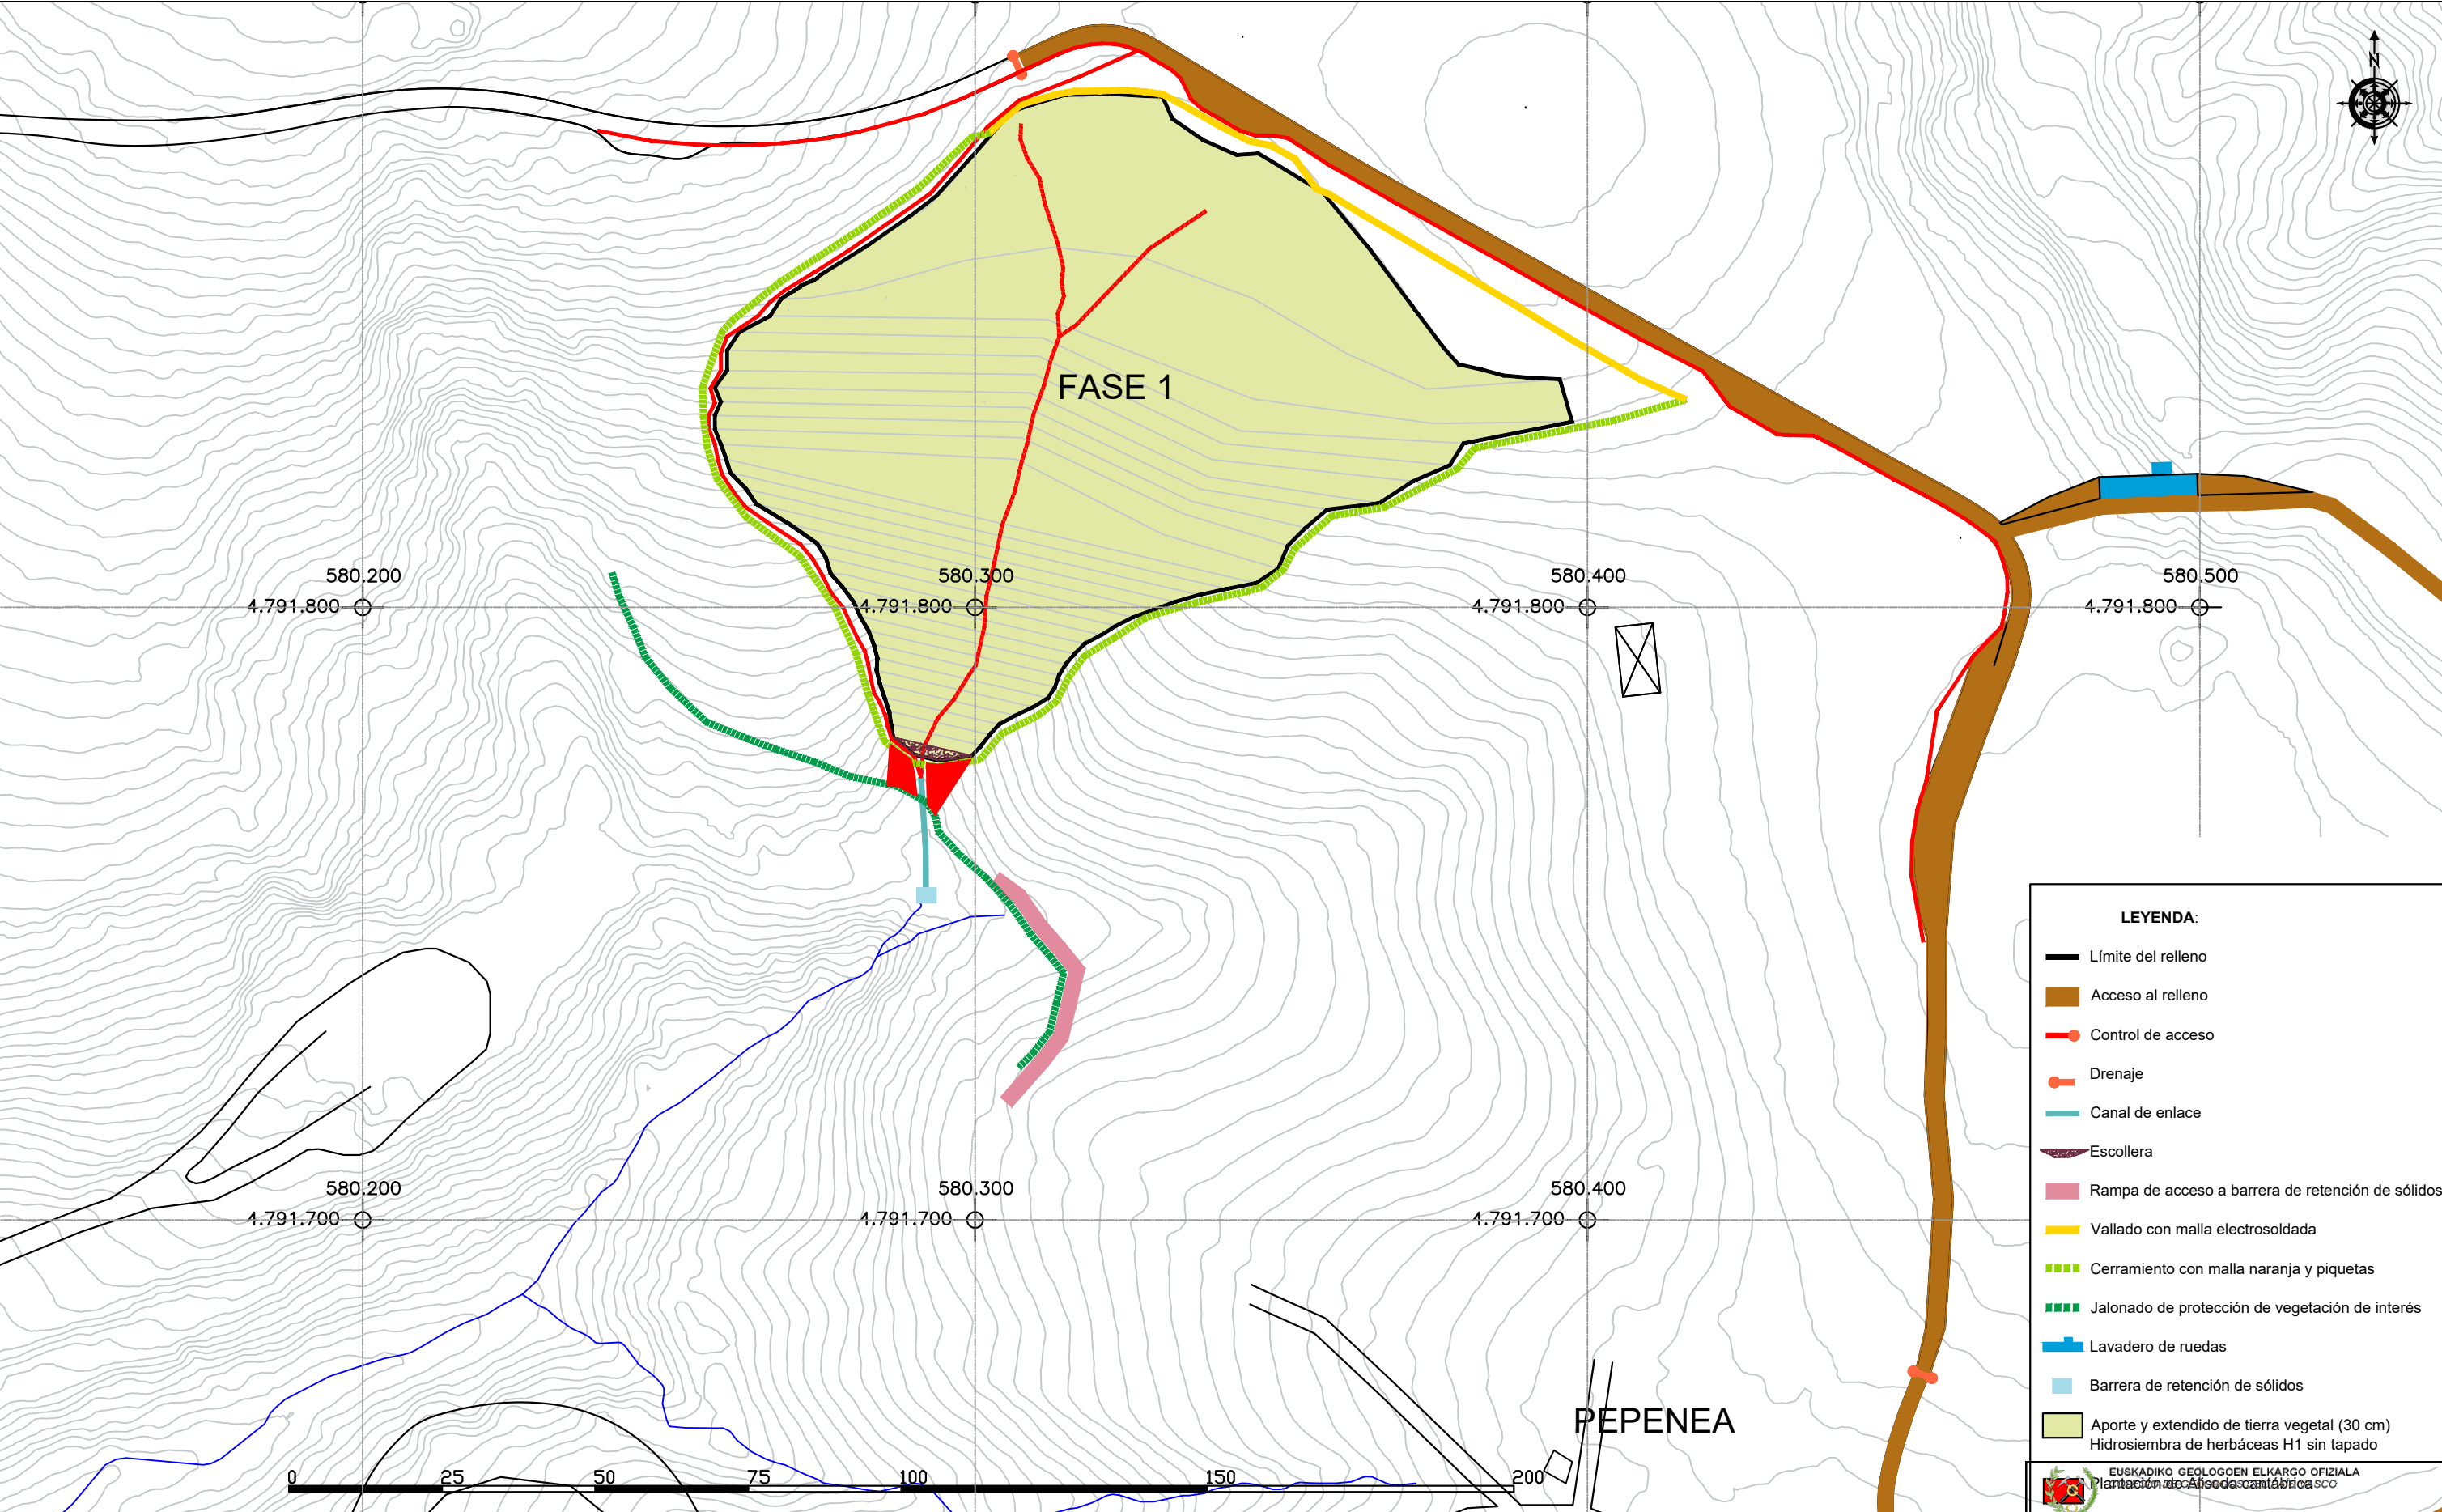 N
FASE 1
580.200
580.300
580.400
580.500
4.791.800
4.791.800
4.791.800
4.791.800
580.200
580.300
580.400
4.791.700
4.791.700
4.791.700
PEPENEA
0 25 50 75 100 150 200
LEYENDA:
Límite del relleno
Acceso al relleno
Control de acceso
Drenaje
Canal de enlace
Escollera
Rampa de acceso a barrera de retención de sólidos
Vallado con malla electrosoldada
Cerramiento con malla naranja y piquetas
Jalonado de protección de vegetación de interés
Lavadero de ruedas
Barrera de retención de sólidos
Aporte y extendido de tierra vegetal (30 cm)
Hidrosiembra de herbáceas H1 sin tapado
EUSKADIKO GEOLOGOEN ELKARGO OFIZIALA
Plantación de Aliseda cantábrica